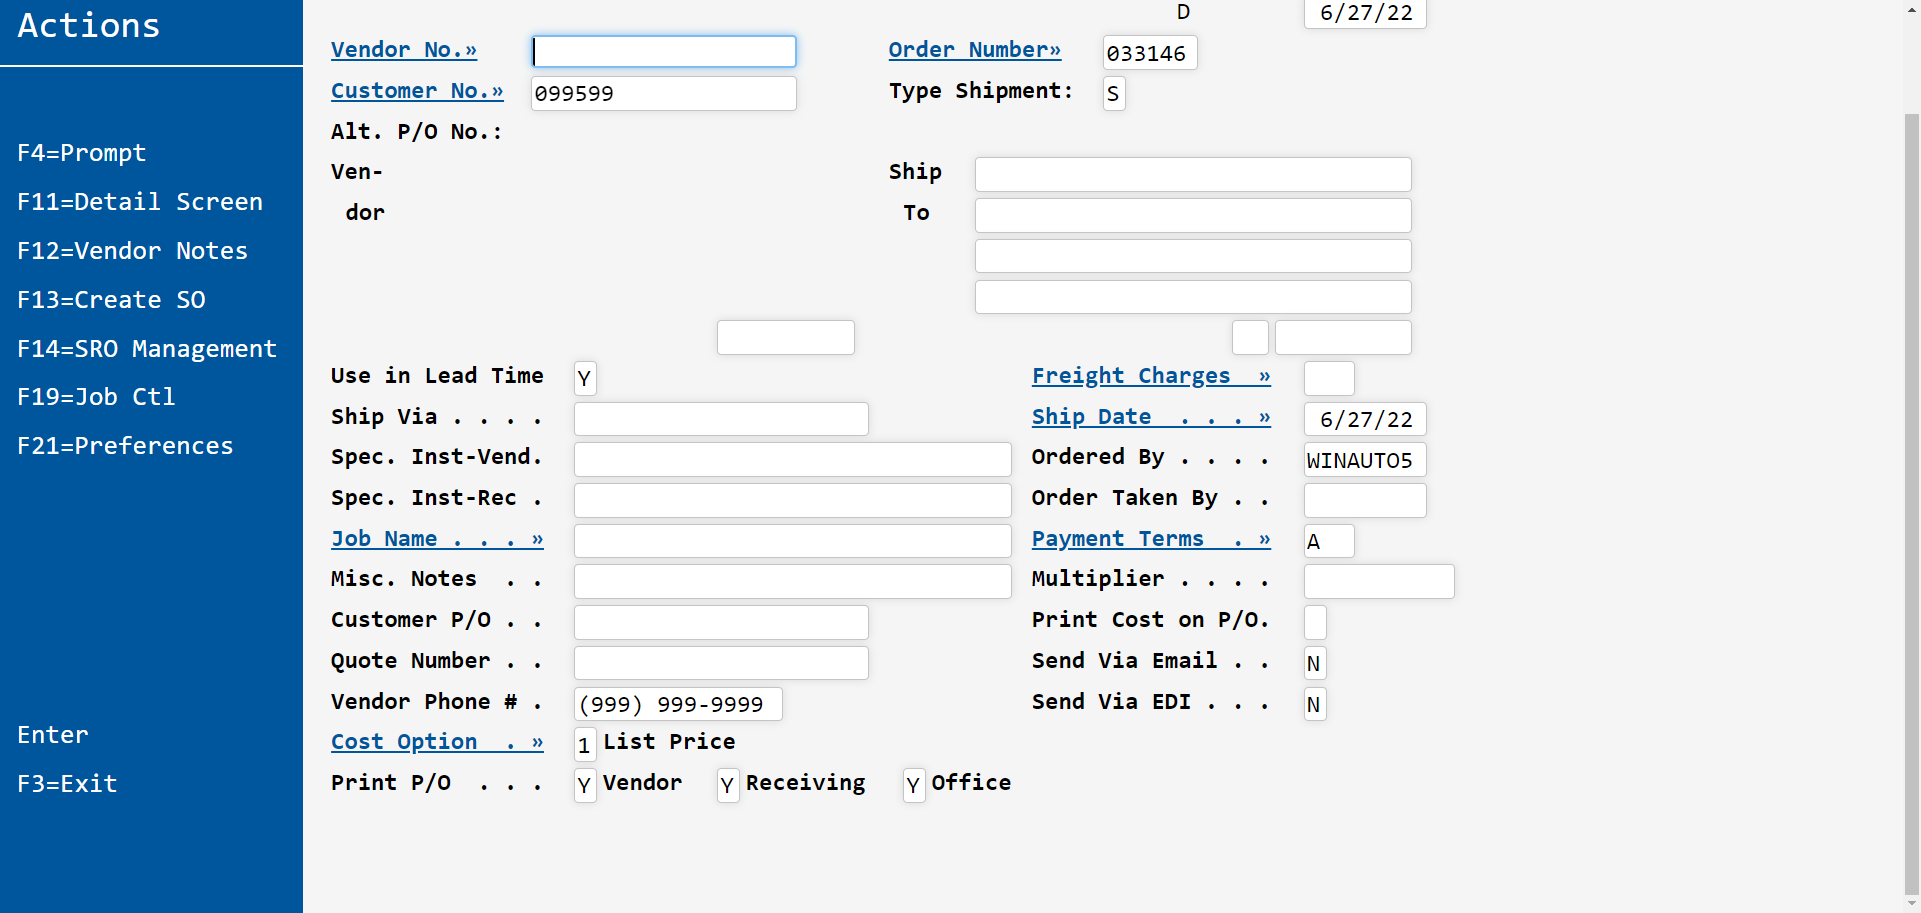 Actions
F4=Prompt
F11=Detail Screen
F12=Vendor Notes
F13=Create SO
F14=SRO Management
F19=Job Ctl
F21=Preferences
Enter
F3=Exit
D 6/27/22
Vendor No.» Order Number» 033146
Customer No.» 099599 Type Shipment: S
Alt. P/O No.:
Ven- Ship
dor To
Use in Lead Time Y Freight Charges »
Ship Via . . . . Ship Date . . . » 6/27/22
Spec. Inst-Vend. Ordered By . . . . WINAUTO5
Spec. Inst-Rec . Order Taken By . .
Job Name . . . » Payment Terms . » A
Misc. Notes . . Multiplier . . . .
Customer P/O . . Print Cost on P/O.
Quote Number . . Send Via Email . . N
Vendor Phone # . (999) 999-9999 Send Via EDI . . . N
Cost Option . » 1 List Price
Print P/O . . . Y Vendor Y Receiving Y Office